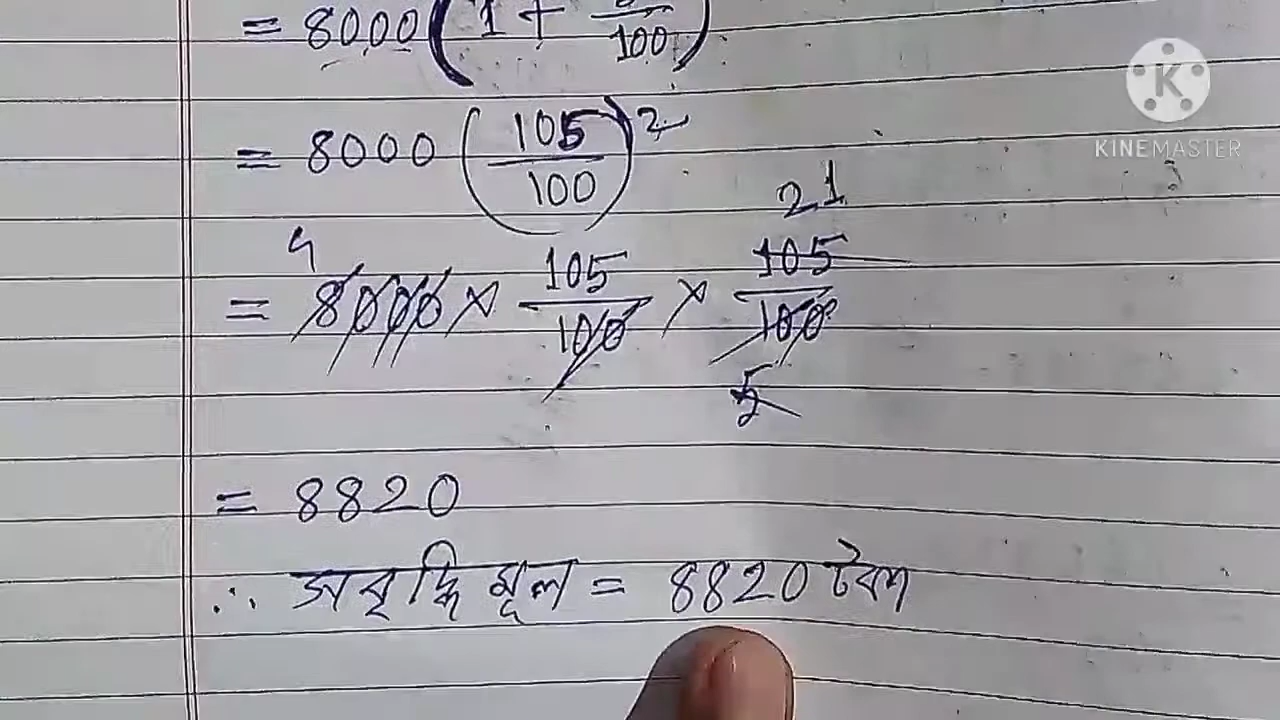 = 8000(1 + 5/100)
KINEMASTER
= 8000 (105/100)²
4 21
= 8000 × 105/100 × 105/100
5
= 8820
∴ সবৃদ্ধি মূল = 8820 টকা